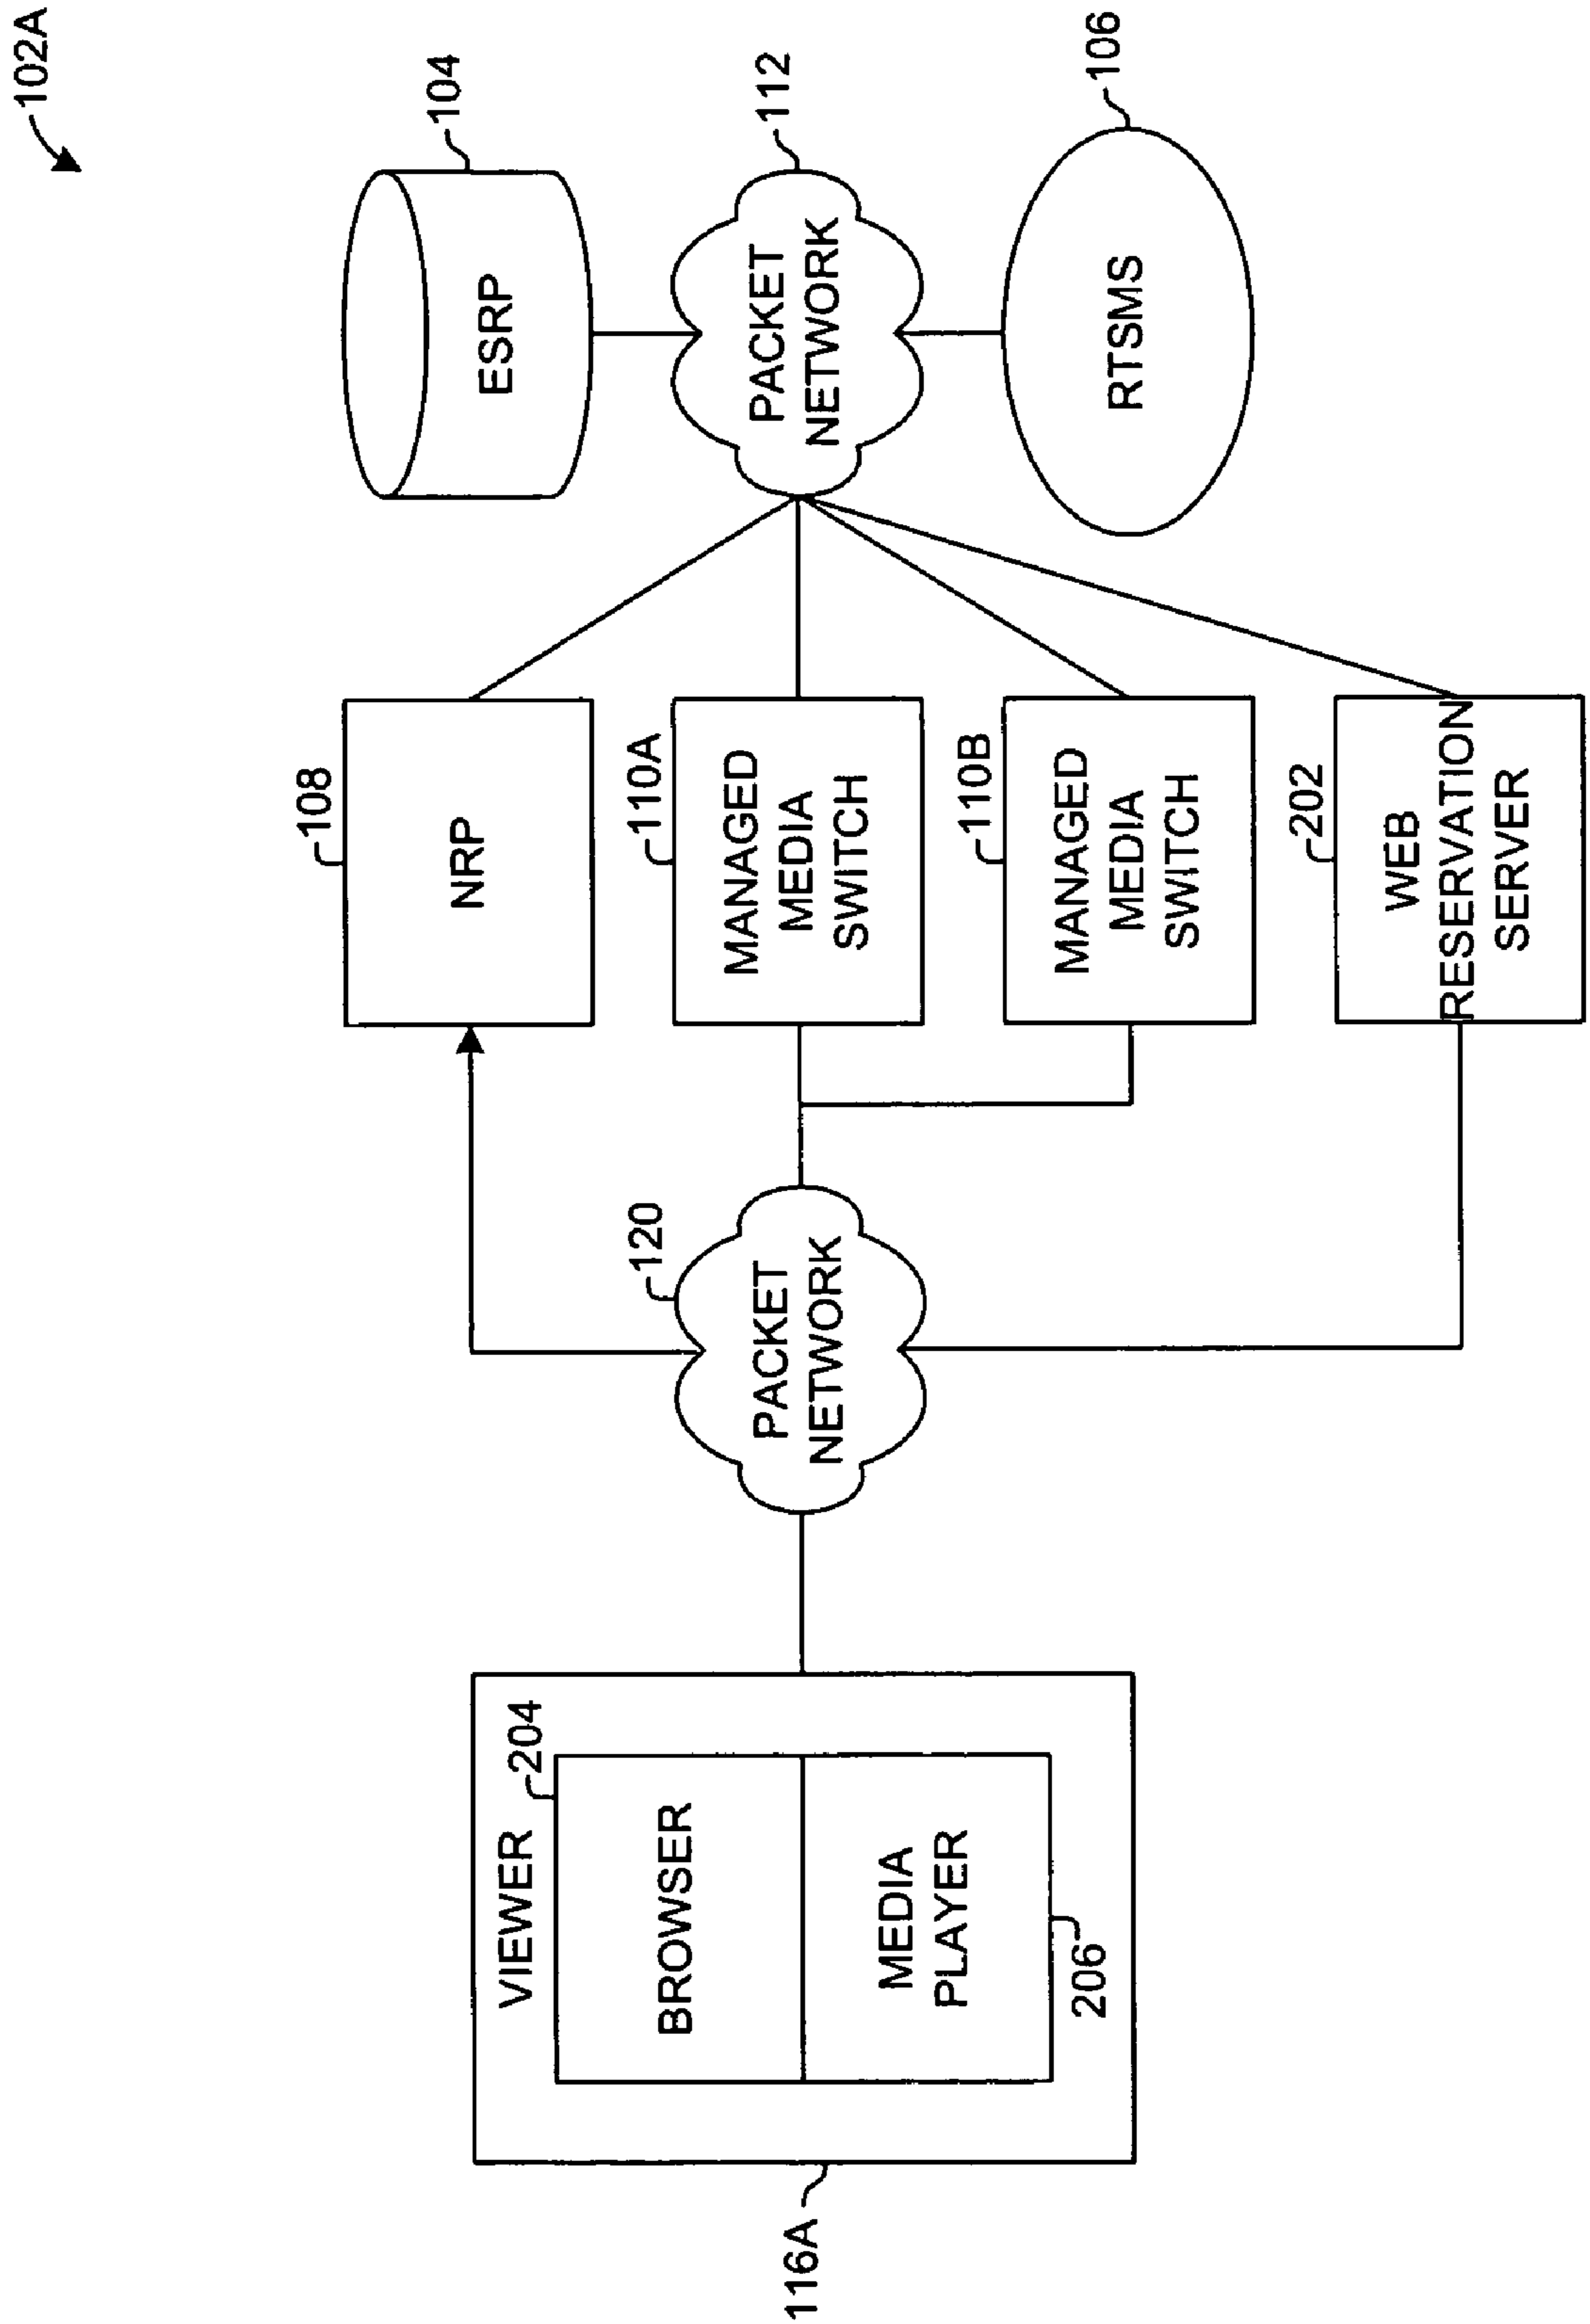 102A
104
ESRP
112
PACKET
NETWORK
106
RTSMS
108
NRP
110A
MANAGED
MEDIA
SWITCH
110B
MANAGED
MEDIA
SWITCH
202
WEB
RESERVATION
SERVER
120
PACKET
NETWORK
VIEWER
204
BROWSER
MEDIA
PLAYER
206
116A